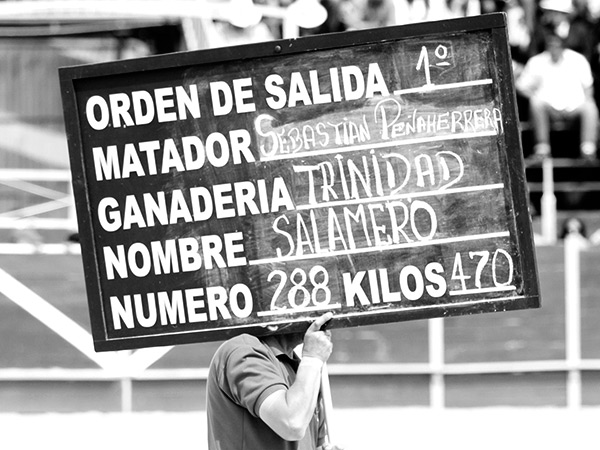 ORDEN DE SALIDA 1º
MATADOR SEBASTIAN PEÑAHERRERA
GANADERIA TRINIDAD
NOMBRE SALAMERO
NUMERO 288 KILOS 470